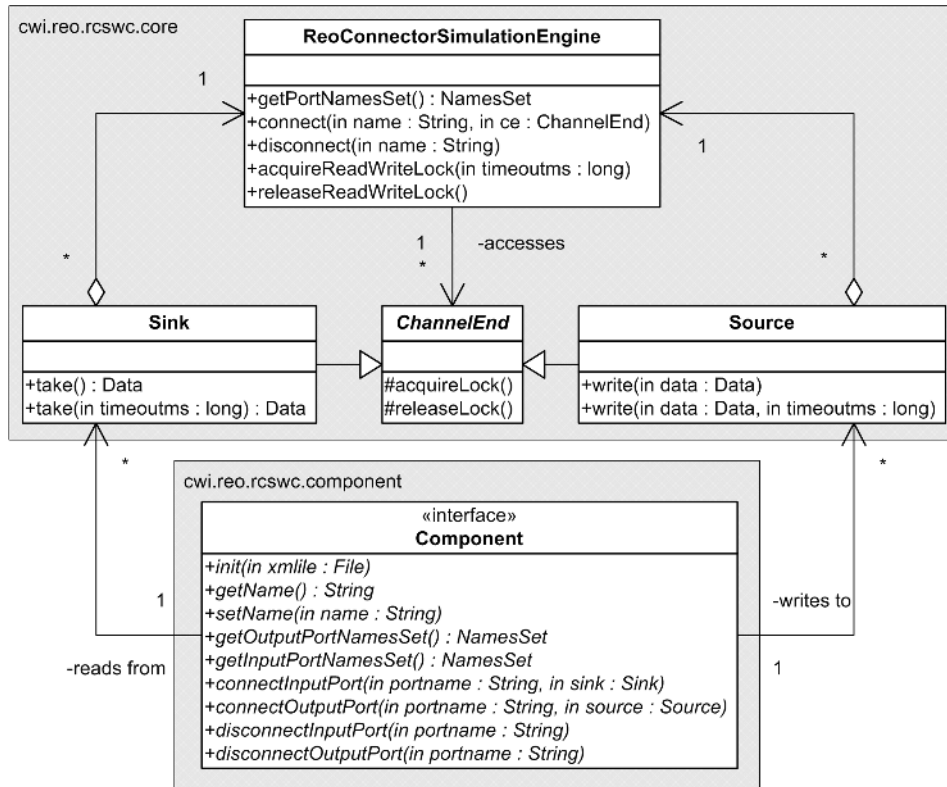 cwi.reo.rcswc.core
ReoConnectorSimulationEngine
+getPortNamesSet() : NamesSet
+connect(in name : String, in ce : ChannelEnd)
+disconnect(in name : String)
+acquireReadWriteLock(in timeoutms : long)
+releaseReadWriteLock()
1
1
1
-accesses
*
*
*
Sink
+take() : Data
+take(in timeoutms : long) : Data
ChannelEnd
#acquireLock()
#releaseLock()
Source
+write(in data : Data)
+write(in data : Data, in timeoutms : long)
*
*
cwi.reo.rcswc.component
«interface»
Component
+init(in xmlile : File)
+getName() : String
+setName(in name : String)
+getOutputPortNamesSet() : NamesSet
+getInputPortNamesSet() : NamesSet
+connectInputPort(in portname : String, in sink : Sink)
+connectOutputPort(in portname : String, in source : Source)
+disconnectInputPort(in portname : String)
+disconnectOutputPort(in portname : String)
1
-reads from
-writes to
1